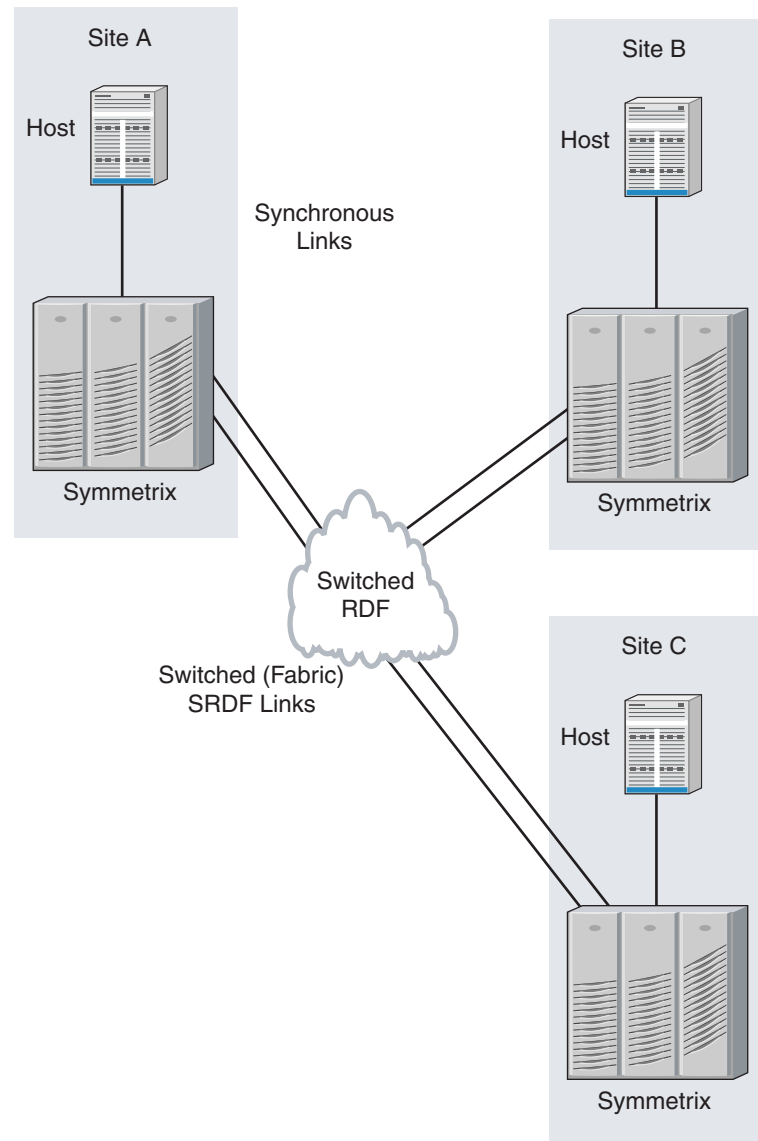 Site A
Host
Symmetrix
Synchronous
Links
Site B
Host
Symmetrix
Switched
RDF
Switched (Fabric)
SRDF Links
Site C
Host
Symmetrix